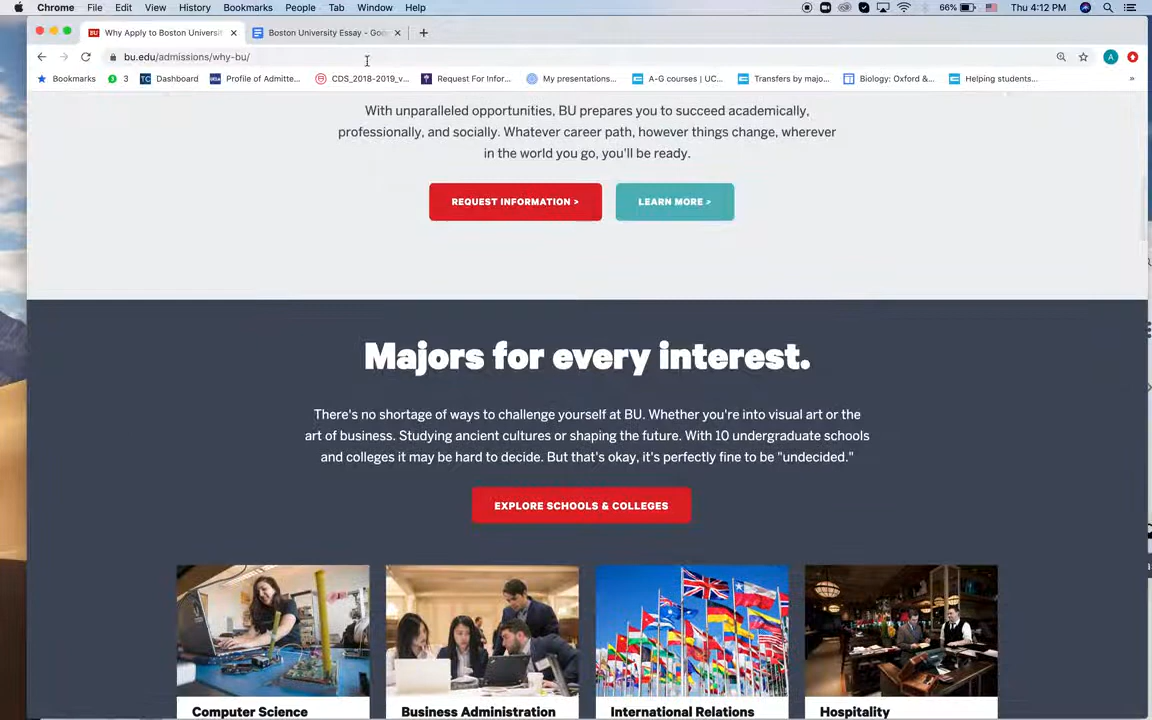 Chrome File Edit View History Bookmarks People Tab Window Help 66% Thu 4:12 PM
BU Why Apply to Boston Universit Boston University Essay - Goo
bu.edu/admissions/why-bu/ A
Bookmarks 3 TC Dashboard UCLA Profile of Admitte... CDS_2018-2019_v... Request For Infor... My presentations... A-G courses | UC... Transfers by majo... Biology: Oxford &... Helping students... »
With unparalleled opportunities, BU prepares you to succeed academically,
professionally, and socially. Whatever career path, however things change, wherever
in the world you go, you'll be ready.
REQUEST INFORMATION > LEARN MORE >
Majors for every interest.
There's no shortage of ways to challenge yourself at BU. Whether you're into visual art or the
art of business. Studying ancient cultures or shaping the future. With 10 undergraduate schools
and colleges it may be hard to decide. But that's okay, it's perfectly fine to be "undecided."
EXPLORE SCHOOLS & COLLEGES
Computer Science Business Administration International Relations Hospitality